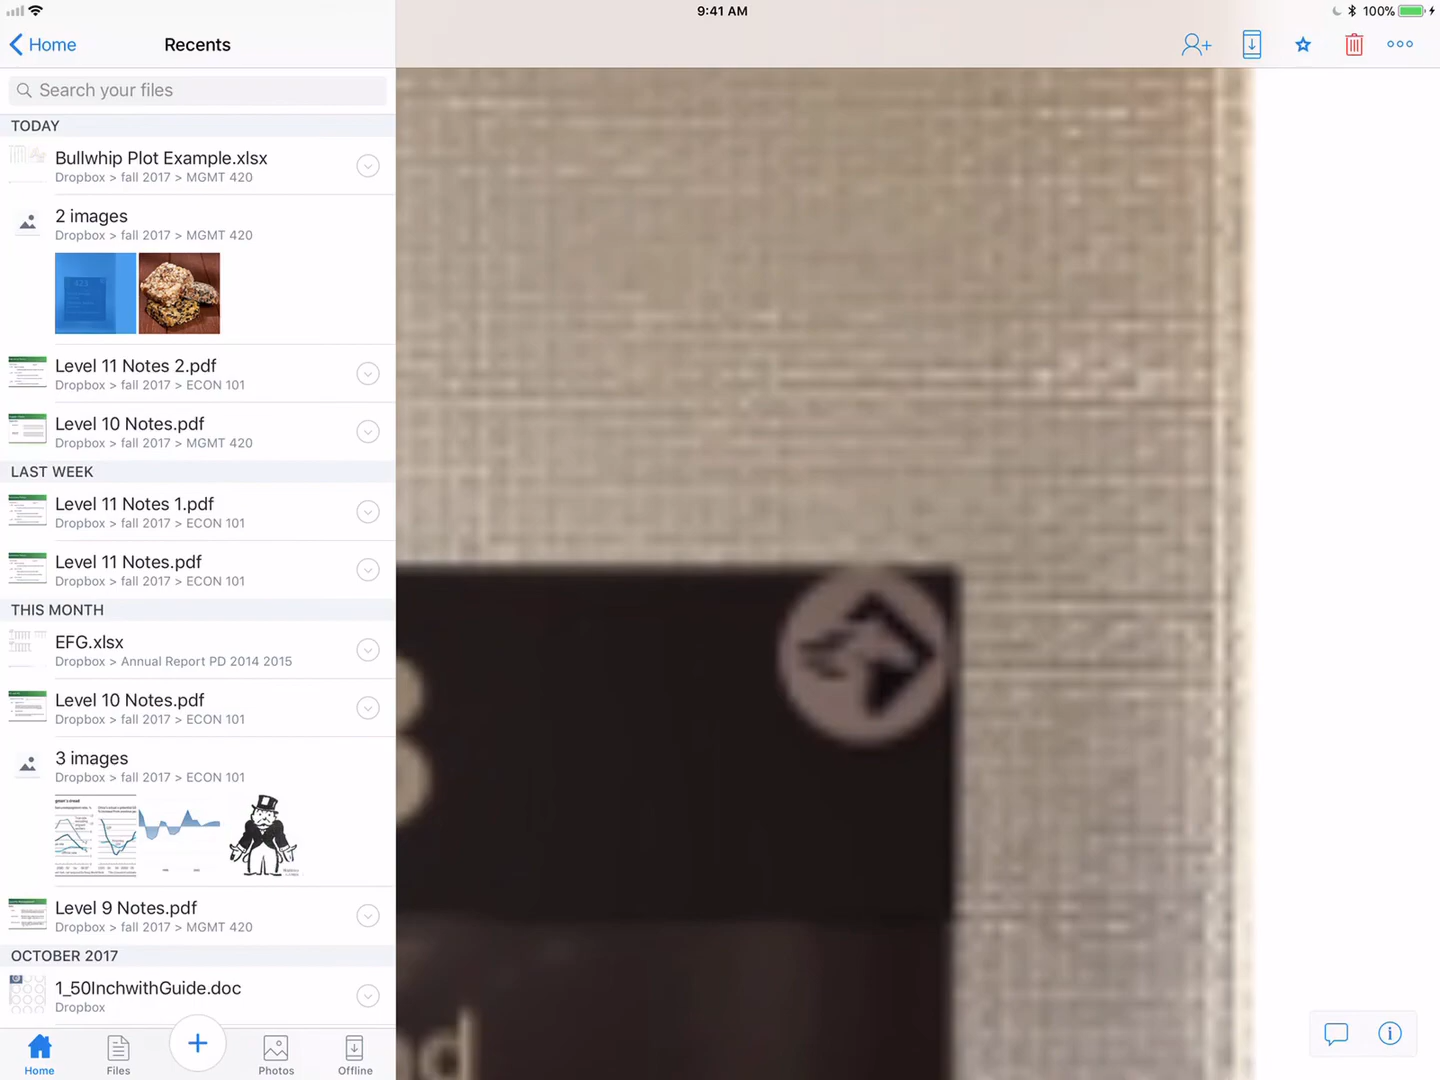 9:41 AM
100%
Home
Recents
Search your files
TODAY
Bullwhip Plot Example.xlsx
Dropbox > fall 2017 > MGMT 420
2 images
Dropbox > fall 2017 > MGMT 420
Level 11 Notes 2.pdf
Dropbox > fall 2017 > ECON 101
Level 10 Notes.pdf
Dropbox > fall 2017 > MGMT 420
LAST WEEK
Level 11 Notes 1.pdf
Dropbox > fall 2017 > ECON 101
Level 11 Notes.pdf
Dropbox > fall 2017 > ECON 101
THIS MONTH
EFG.xlsx
Dropbox > Annual Report PD 2014 2015
Level 10 Notes.pdf
Dropbox > fall 2017 > ECON 101
3 images
Dropbox > fall 2017 > ECON 101
Level 9 Notes.pdf
Dropbox > fall 2017 > MGMT 420
OCTOBER 2017
1_50InchwithGuide.doc
Dropbox
Home
Files
Photos
Offline